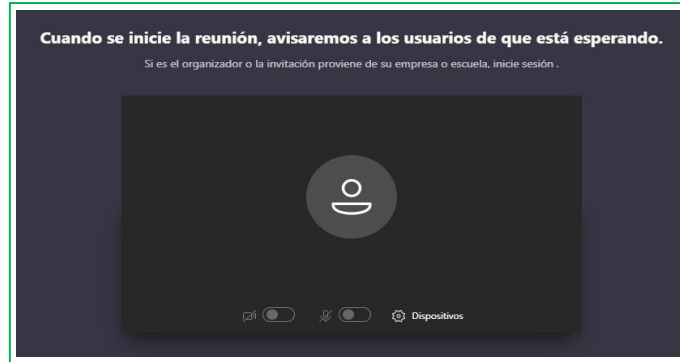 Cuando se inicie la reunión, avisaremos a los usuarios de que está esperando.
Si es el organizador o la invitación proviene de su empresa o escuela, inicie sesión .
Dispositivos